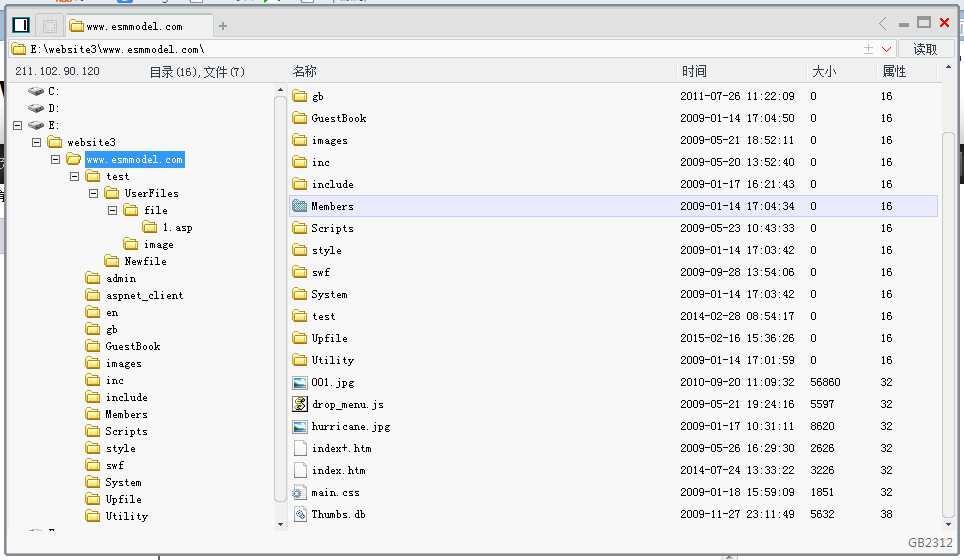 www.esmmodel.com
E:\website3\www.esmmodel.com\
读取
211.102.90.120 目录(16),文件(7)
名称 时间 大小 属性
C:
D:
E:
website3
www.esmmodel.com
test
UserFiles
file
1.asp
image
Newfile
admin
aspnet_client
en
gb
GuestBook
images
inc
include
Members
Scripts
style
swf
System
Upfile
Utility
gb 2011-07-26 11:22:09 0 16
GuestBook 2009-01-14 17:04:50 0 16
images 2009-05-21 18:52:11 0 16
inc 2009-05-20 13:52:40 0 16
include 2009-01-17 16:21:43 0 16
Members 2009-01-14 17:04:34 0 16
Scripts 2009-05-23 10:43:33 0 16
style 2009-01-14 17:03:42 0 16
swf 2009-09-28 13:54:06 0 16
System 2009-01-14 17:03:42 0 16
test 2014-02-28 08:54:17 0 16
Upfile 2015-02-16 15:36:26 0 16
Utility 2009-01-14 17:01:59 0 16
001.jpg 2010-09-20 11:09:32 56860 32
drop_menu.js 2009-05-21 19:24:16 5597 32
hurricane.jpg 2009-01-17 10:31:11 8620 32
index+.htm 2009-05-26 16:29:30 2626 32
index.htm 2014-07-24 13:33:22 3226 32
main.css 2009-01-18 15:59:09 1851 32
Thumbs.db 2009-11-27 23:11:49 5632 38
GB2312